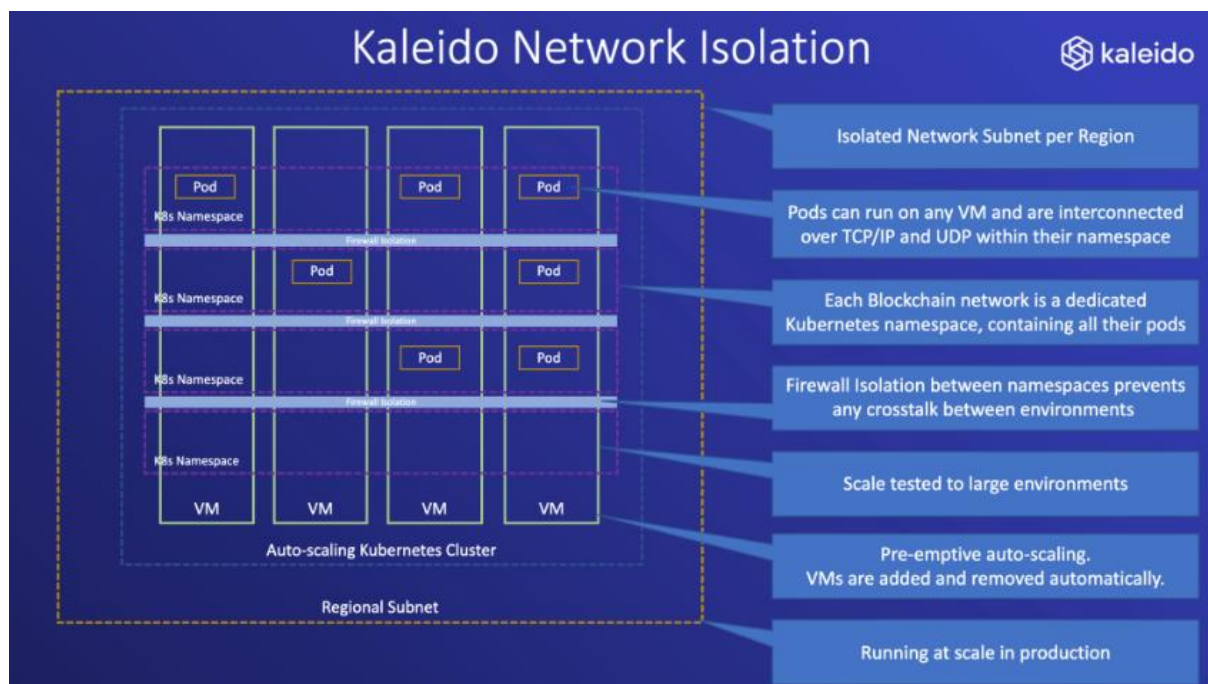 Kaleido Network Isolation
kaleido
Pod
Pod
Pod
K8s Namespace
Firewall Isolation
Pod
Pod
K8s Namespace
Firewall Isolation
Pod
Pod
K8s Namespace
Firewall Isolation
K8s Namespace
VM
VM
VM
VM
Auto-scaling Kubernetes Cluster
Regional Subnet
Isolated Network Subnet per Region
Pods can run on any VM and are interconnected
over TCP/IP and UDP within their namespace
Each Blockchain network is a dedicated
Kubernetes namespace, containing all their pods
Firewall Isolation between namespaces prevents
any crosstalk between environments
Scale tested to large environments
Pre-emptive auto-scaling.
VMs are added and removed automatically.
Running at scale in production